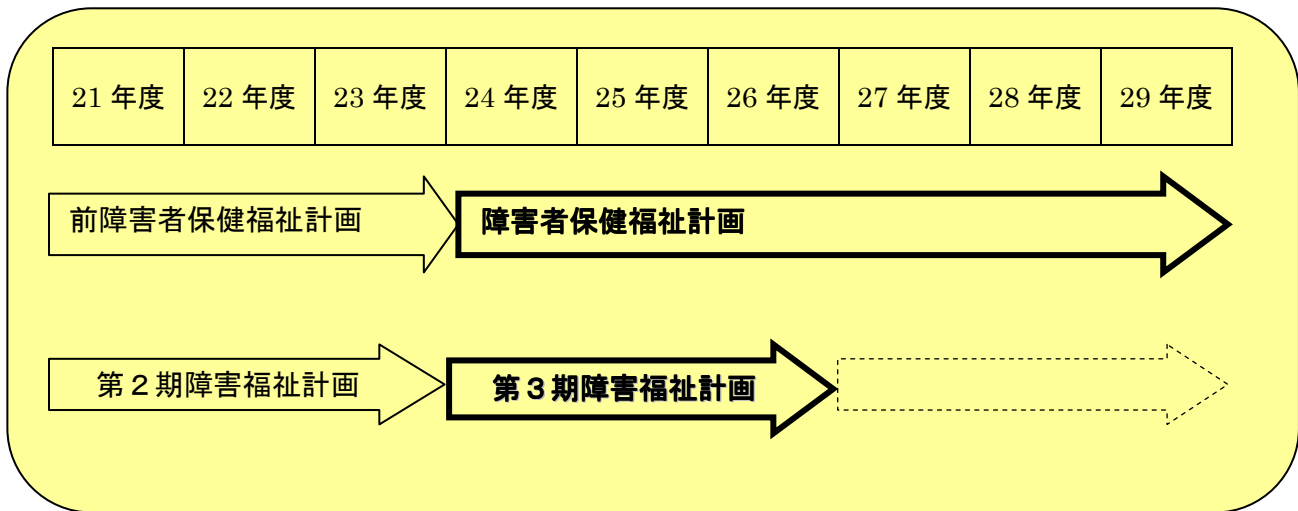 21 年度 22 年度 23 年度 24 年度 25 年度 26 年度 27 年度 28 年度 29 年度
前障害者保健福祉計画 障害者保健福祉計画
第２期障害福祉計画 第３期障害福祉計画